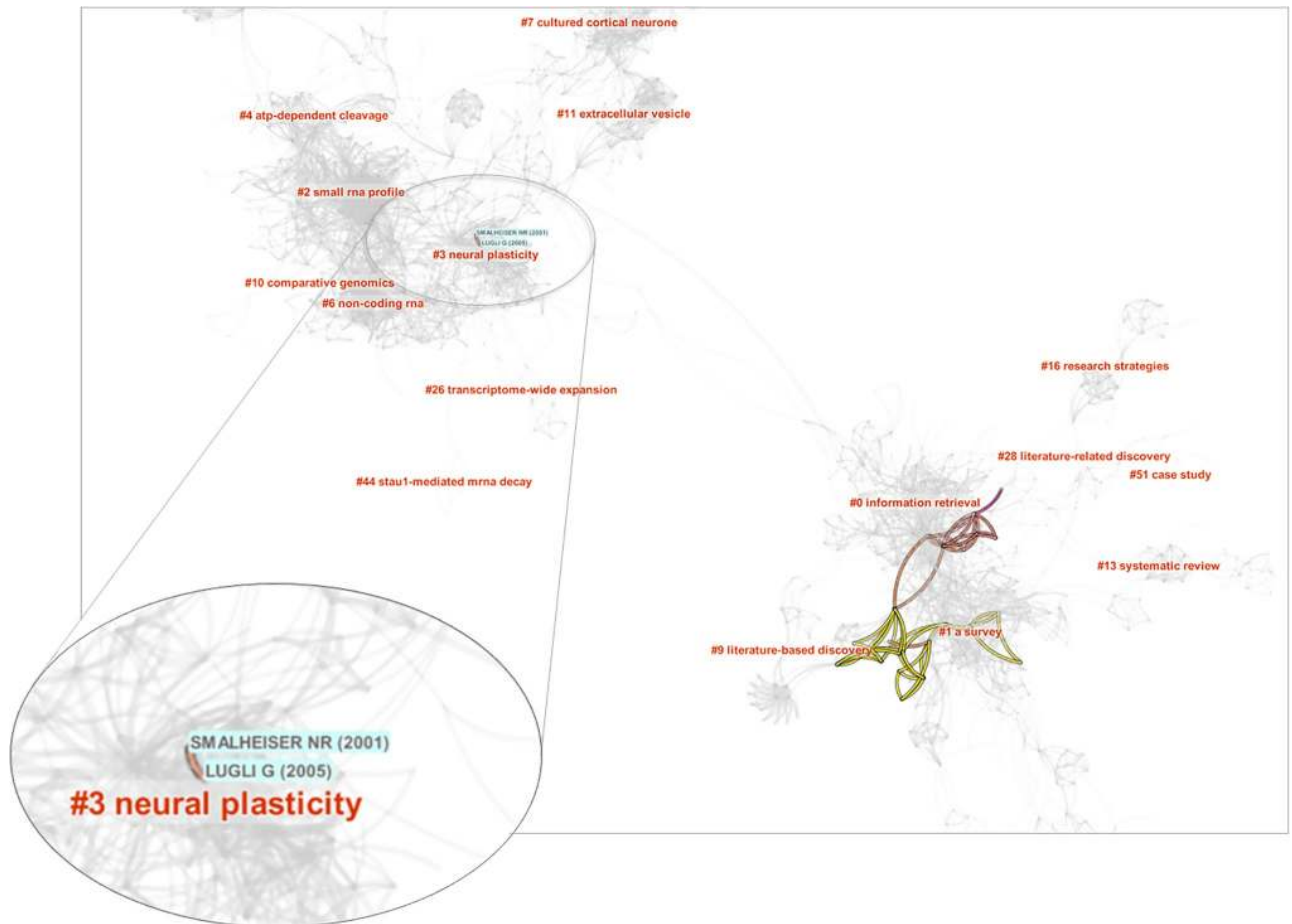 #7 cultured cortical neurone
#4 atp-dependent cleavage
#11 extracellular vesicle
#2 small rna profile
SMALHEISER NR (2001)
LUGLI G (2005)
#3 neural plasticity
#10 comparative genomics
#6 non-coding rna
#16 research strategies
#26 transcriptome-wide expansion
#28 literature-related discovery
#51 case study
#44 stau1-mediated mrna decay
#0 information retrieval
#13 systematic review
#1 a survey
#9 literature-based discovery
SMALHEISER NR (2001)
LUGLI G (2005)
#3 neural plasticity